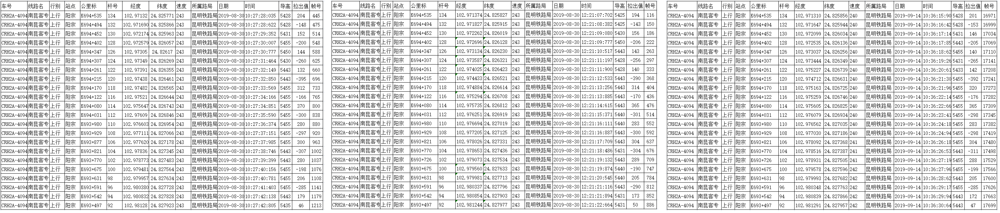 车号 线路名 行别 站点 公里标 杆号 经度 纬度 速度 所属路局 日期 时间 导高 拉出值 帧号
CRH2A-4094 南昆客专 上行 阳宗 K694+535 134 102.97132 24.825771 243 昆明铁路局 2019-08-30 10:27:28:035 5428 204 445
CRH2A-4094 南昆客专 上行 阳宗 K694+494 132 102.971690 24.825866 243 昆明铁路局 2019-08-30 10:27:28:622 5428 -148 475
CRH2A-4094 南昆客专 上行 阳宗 K694+452 130 102.972174 24.825963 243 昆明铁路局 2019-08-30 10:27:29:352 5431 152 514
CRH2A-4094 南昆客专 上行 阳宗 K694+402 128 102.972579 24.826057 243 昆明铁路局 2019-08-30 10:27:30:007 5455 -200 548
CRH2A-4094 南昆客专 上行 阳宗 K694+347 126 102.97305 24.82617 243 昆明铁路局 2019-08-30 10:27:30:777 5450 144 588
CRH2A-4094 南昆客专 上行 阳宗 K694+307 124 102.97349 24.826269 243 昆明铁路局 2019-08-30 10:27:31:464 5430 -260 625
CRH2A-4094 南昆客专 上行 阳宗 K694+261 122 102.97391 24.826355 243 昆明铁路局 2019-08-30 10:27:32:149 5443 132 660
CRH2A-4094 南昆客专 上行 阳宗 K694+215 120 102.97438 24.826461 243 昆明铁路局 2019-08-30 10:27:32:850 5443 -395 696
CRH2A-4094 南昆客专 上行 阳宗 K694+170 118 102.97482 24.826565 243 昆明铁路局 2019-08-30 10:27:33:569 5455 312 733
CRH2A-4094 南昆客专 上行 阳宗 K694+122 116 102.97521 24.826644 243 昆明铁路局 2019-08-30 10:27:34:166 5455 -166 765
CRH2A-4094 南昆客专 上行 阳宗 K694+080 114 102.975647 24.826743 243 昆明铁路局 2019-08-30 10:27:34:851 5455 370 800
CRH2A-4094 南昆客专 上行 阳宗 K694+031 112 102.97609 24.826846 243 昆明铁路局 2019-08-30 10:27:35:590 5455 -300 838
CRH2A-4094 南昆客专 上行 阳宗 K693+980 110 102.976603 24.826954 243 昆明铁路局 2019-08-30 10:27:36:374 5455 280 880
CRH2A-4094 南昆客专 上行 阳宗 K693+929 108 102.977111 24.827066 243 昆明铁路局 2019-08-30 10:27:37:151 5455 -297 920
CRH2A-4094 南昆客专 上行 阳宗 K693+877 106 102.977620 24.827178 243 昆明铁路局 2019-08-30 10:27:37:985 5455 300 963
CRH2A-4094 南昆客专 上行 阳宗 K693+821 104 102.97836 24.827345 243 昆明铁路局 2019-08-30 10:27:38:746 5443 -307 1002
CRH2A-4094 南昆客专 上行 阳宗 K693+770 102 102.978773 24.827483 243 昆明铁路局 2019-08-30 10:27:39:399 5443 280 1037
CRH2A-4094 南昆客专 上行 阳宗 K693+675 100 102.979481 24.827564 243 昆明铁路局 2019-08-30 10:27:40:156 5455 -198 1076
CRH2A-4094 南昆客专 上行 阳宗 K693+631 98 102.979957 24.827634 243 昆明铁路局 2019-08-30 10:27:40:781 5455 206 1108
CRH2A-4094 南昆客专 上行 阳宗 K693+591 96 102.980380 24.827728 243 昆明铁路局 2019-08-30 10:27:41:403 5455 -285 1141
CRH2A-4094 南昆客专 上行 阳宗 K693+542 94 102.980832 24.827828 243 昆明铁路局 2019-08-30 10:27:42:138 5443 179 1179
CRH2A-4094 南昆客专 上行 阳宗 K693+497 92 102.98128 24.827923 243 昆明铁路局 2019-08-30 10:27:42:805 5435 46 1213
车号 线路名 行别 站点 公里标 杆号 经度 纬度 速度 所属路局 日期 时间 导高 拉出值 帧号
CRH2A-4094 南昆客专 上行 阳宗 K694+535 134 102.971374 24.825827 243 昆明铁路局 2019-08-30 12:21:07:702 5425 194 116
CRH2A-4094 南昆客专 上行 阳宗 K694+494 132 102.971827 24.825915 243 昆明铁路局 2019-08-30 12:21:08:382 5425 -143 150
CRH2A-4094 南昆客专 上行 阳宗 K694+452 130 102.972262 24.826019 243 昆明铁路局 2019-08-30 12:21:09:080 5430 156 186
CRH2A-4094 南昆客专 上行 阳宗 K694+402 128 102.972696 24.826128 243 昆明铁路局 2019-08-30 12:21:09:777 5450 -206 222
CRH2A-4094 南昆客专 上行 阳宗 K694+347 126 102.973134 24.826230 243 昆明铁路局 2019-08-30 12:21:10:517 5443 143 263
CRH2A-4094 南昆客专 上行 阳宗 K694+307 124 102.973587 24.826321 243 昆明铁路局 2019-08-30 12:21:11:197 5428 -256 297
CRH2A-4094 南昆客专 上行 阳宗 K694+261 122 102.974025 24.826423 243 昆明铁路局 2019-08-30 12:21:11:900 5428 140 333
CRH2A-4094 南昆客专 上行 阳宗 K694+215 120 102.974433 24.826521 243 昆明铁路局 2019-08-30 12:21:12:533 5443 -390 368
CRH2A-4094 南昆客专 上行 阳宗 K694+170 118 102.974884 24.826614 243 昆明铁路局 2019-08-30 12:21:13:256 5443 314 404
CRH2A-4094 南昆客专 上行 阳宗 K694+122 116 102.975294 24.826708 243 昆明铁路局 2019-08-30 12:21:13:885 5443 -170 436
CRH2A-4094 南昆客专 上行 阳宗 K694+080 114 102.975735 24.826812 243 昆明铁路局 2019-08-30 12:21:14:615 5443 365 476
CRH2A-4094 南昆客专 上行 阳宗 K694+031 112 102.976251 24.826919 243 昆明铁路局 2019-08-30 12:21:15:371 5440 -301 514
CRH2A-4094 南昆客专 上行 阳宗 K693+980 110 102.976694 24.827019 243 昆明铁路局 2019-08-30 12:21:16:111 5440 283 552
CRH2A-4094 南昆客专 上行 阳宗 K693+929 108 102.977205 24.827125 243 昆明铁路局 2019-08-30 12:21:16:887 5443 -300 592
CRH2A-4094 南昆客专 上行 阳宗 K693+821 106 102.978026 24.827331 243 昆明铁路局 2019-08-30 12:21:17:709 5443 304 637
CRH2A-4094 南昆客专 上行 阳宗 K693+770 104 102.978653 24.827436 243 昆明铁路局 2019-08-30 12:21:18:486 5431 -304 676
CRH2A-4094 南昆客专 上行 阳宗 K693+726 102 102.979073 24.827534 243 昆明铁路局 2019-08-30 12:21:19:132 5443 289 709
CRH2A-4094 南昆客专 上行 阳宗 K693+675 100 102.979560 24.827633 243 昆明铁路局 2019-08-30 12:21:19:874 5440 -190 747
CRH2A-4094 南昆客专 上行 阳宗 K693+631 98 102.979981 24.827713 243 昆明铁路局 2019-08-30 12:21:20:545 5440 205 784
CRH2A-4094 南昆客专 上行 阳宗 K693+591 96 102.980337 24.827796 243 昆明铁路局 2019-08-30 12:21:21:116 5443 -290 812
CRH2A-4094 南昆客专 上行 阳宗 K693+542 94 102.980854 24.827903 243 昆明铁路局 2019-08-30 12:21:21:894 5431 173 852
CRH2A-4094 南昆客专 上行 阳宗 K693+497 92 102.981244 24.827977 243 昆明铁路局 2019-08-30 12:21:22:664 5431 50 886
车号 线路名 行别 站点 公里标 杆号 经度 纬度 速度 所属路局 日期 时间 导高 拉出值 帧号
CRH2A-4094 南昆客专 上行 阳宗 K694+535 134 102.971310 24.825856 240 昆明铁路局 2019-09-14 10:36:15:90 5428 201 16971
CRH2A-4094 南昆客专 上行 阳宗 K694+494 132 102.971647 24.825944 240 昆明铁路局 2019-09-14 10:36:16:42 5428 -153 16999
CRH2A-4094 南昆客专 上行 阳宗 K694+452 130 102.972099 24.826034 240 昆明铁路局 2019-09-14 10:36:17:14 5431 146 17034
CRH2A-4094 南昆客专 上行 阳宗 K694+402 128 102.972535 24.826136 240 昆明铁路局 2019-09-14 10:36:17:85 5443 -205 17069
CRH2A-4094 南昆客专 上行 阳宗 K694+347 126 102.973037 24.826256 240 昆明铁路局 2019-09-14 10:36:18:62 5455 140 17110
CRH2A-4094 南昆客专 上行 阳宗 K694+307 124 102.973444 24.826349 240 昆明铁路局 2019-09-14 10:36:19:26 5431 -265 17141
CRH2A-4094 南昆客专 上行 阳宗 K694+261 122 102.975227 24.826739 240 昆明铁路局 2019-09-14 10:36:20:61 5433 142 17208
CRH2A-4094 南昆客专 上行 阳宗 K694+215 120 102.974712 24.826631 240 昆明铁路局 2019-09-14 10:36:21:30 5455 -392 17241
CRH2A-4094 南昆客专 上行 阳宗 K694+170 118 102.975163 24.826725 240 昆明铁路局 2019-09-14 10:36:21:96 5455 320 17273
CRH2A-4094 南昆客专 上行 阳宗 K694+122 116 102.975259 24.826746 240 昆明铁路局 2019-09-14 10:36:22:14 5455 -176 17282
CRH2A-4094 南昆客专 上行 阳宗 K694+080 114 102.975605 24.826825 240 昆明铁路局 2019-09-14 10:36:22:66 5455 365 17309
CRH2A-4094 南昆客专 上行 阳宗 K694+031 112 102.976079 24.826934 240 昆明铁路局 2019-09-14 10:36:23:41 5455 -298 17345
CRH2A-4094 南昆客专 上行 阳宗 K693+980 110 102.976562 24.827035 240 昆明铁路局 2019-09-14 10:36:24:18 5455 283 17382
CRH2A-4094 南昆客专 上行 阳宗 K693+929 108 102.977030 24.827186 240 昆明铁路局 2019-09-14 10:36:24:94 5455 -298 17419
CRH2A-4094 南昆客专 上行 阳宗 K693+821 106 102.978092 24.827368 241 昆明铁路局 2019-09-14 10:36:26:18 5455 304 17480
CRH2A-4094 南昆客专 上行 阳宗 K693+770 104 102.978516 24.827387 241 昆明铁路局 2019-09-14 10:36:26:53 5443 -311 17498
CRH2A-4094 南昆客专 上行 阳宗 K693+726 102 102.978931 24.827505 241 昆明铁路局 2019-09-14 10:36:27:19 5455 288 17529
CRH2A-4094 南昆客专 上行 阳宗 K693+675 100 102.979578 24.827596 242 昆明铁路局 2019-09-14 10:36:27:96 5455 -199 17566
CRH2A-4094 南昆客专 上行 阳宗 K693+631 98 102.979993 24.827682 242 昆明铁路局 2019-09-14 10:36:28:62 5443 205 17600
CRH2A-4094 南昆客专 上行 阳宗 K693+591 96 102.980348 24.827763 242 昆明铁路局 2019-09-14 10:36:29:17 5455 -285 17626
CRH2A-4094 南昆客专 上行 阳宗 K693+542 94 102.980839 24.827866 242 昆明铁路局 2019-09-14 10:36:29:94 5443 172 17663
CRH2A-4094 南昆客专 上行 阳宗 K693+497 92 102.981291 24.827957 242 昆明铁路局 2019-09-14 10:36:30:64 5443 47 17699